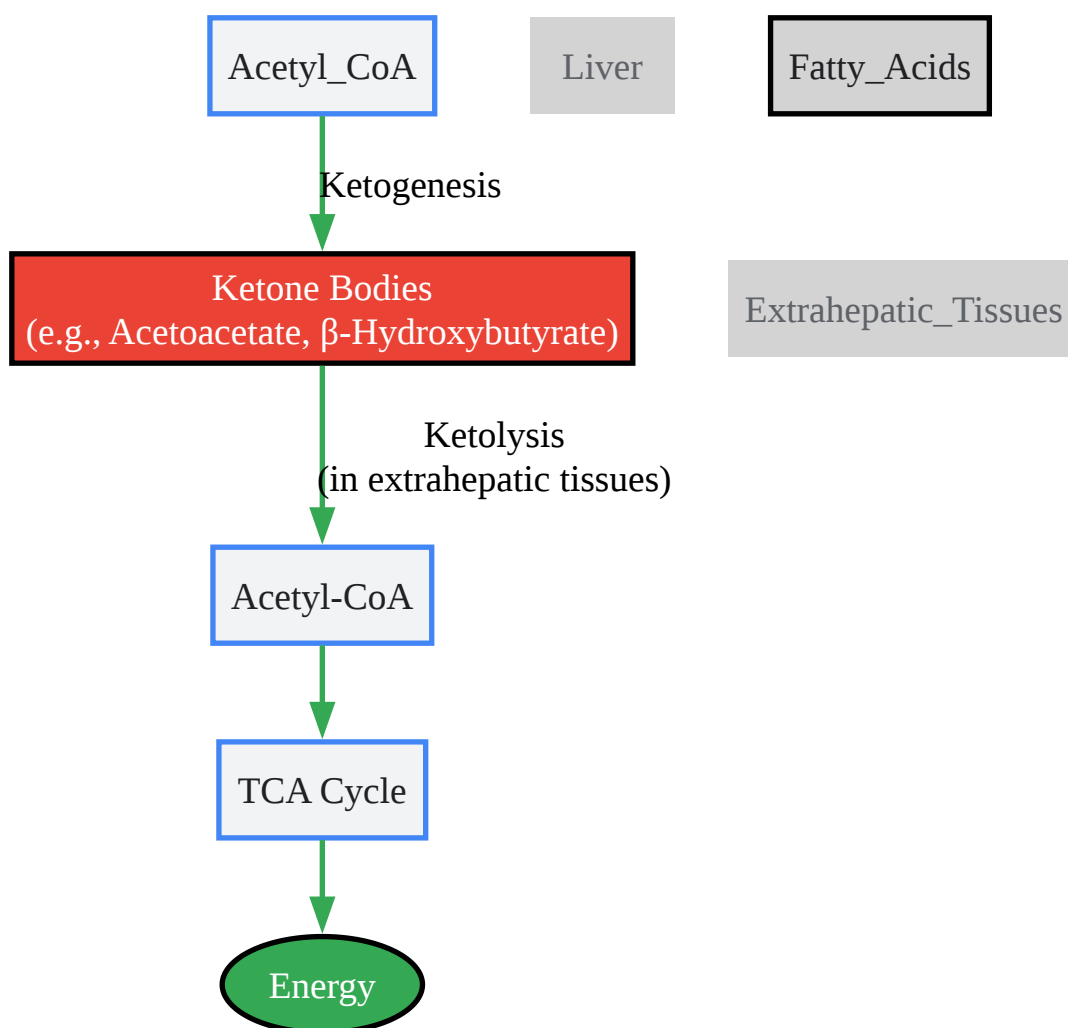 Acetyl_CoA
Liver
Fatty_Acids
Ketogenesis
Ketone Bodies
(e.g., Acetoacetate, β-Hydroxybutyrate)
Extrahepatic_Tissues
Ketolysis
(in extrahepatic tissues)
Acetyl-CoA
TCA Cycle
Energy